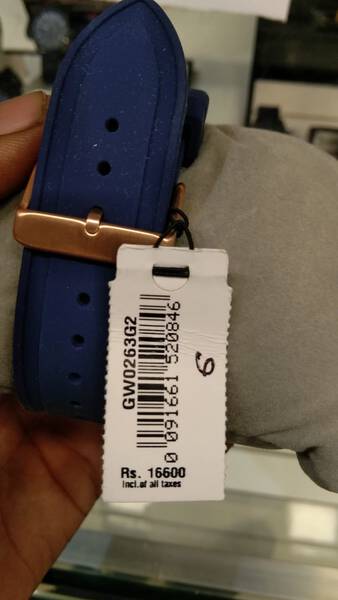 GW0263G2
0 091661 520846
6
Rs. 16600
Incl.of all taxes